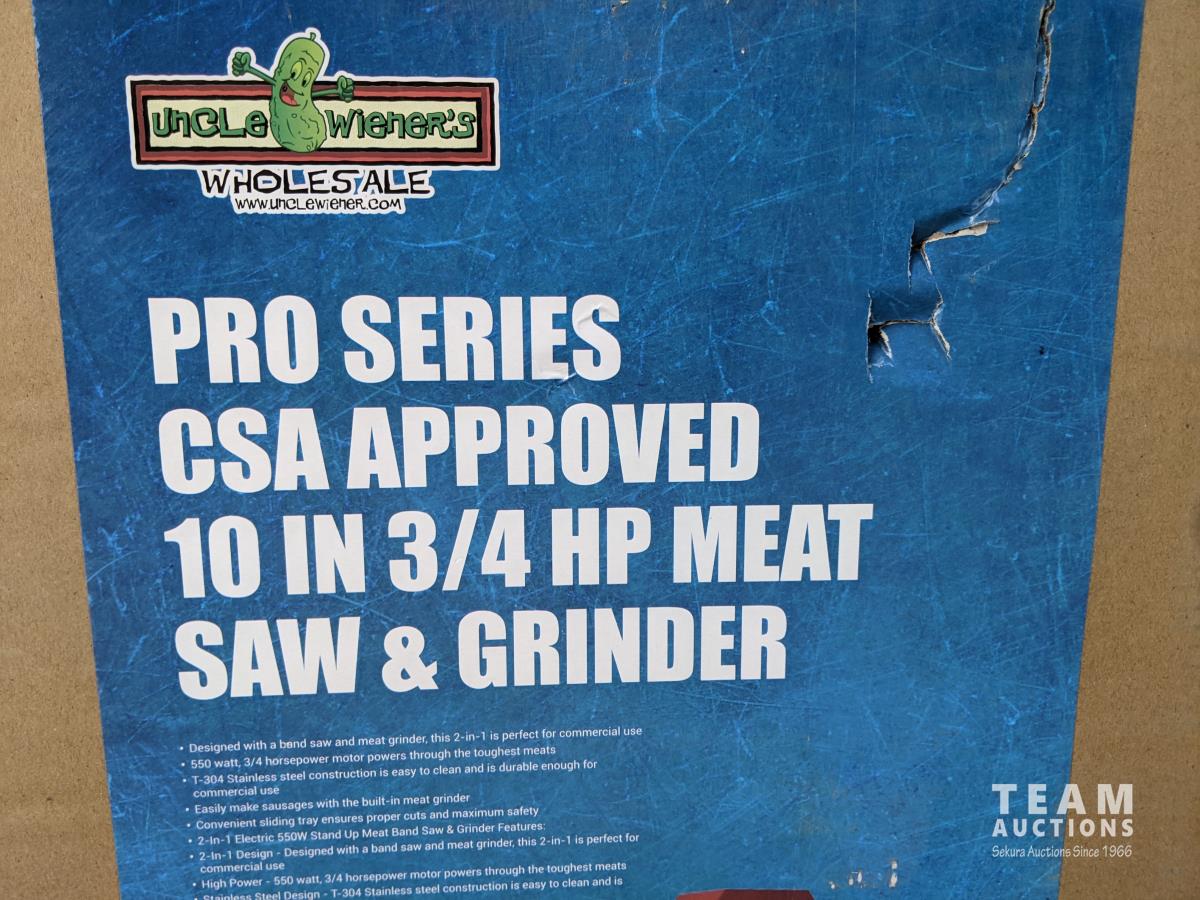 UNCLE WIENER'S
WHOLESALE
WWW.UNCLEWIENER.COM
PRO SERIES
CSA APPROVED
10 IN 3/4 HP MEAT
SAW & GRINDER
• Designed with a band saw and meat grinder, this 2-in-1 is perfect for commercial use
• 550 watt, 3/4 horsepower motor powers through the toughest meats
• T-304 Stainless steel construction is easy to clean and is durable enough for
commercial use
• Easily make sausages with the built-in meat grinder
• Convenient sliding tray ensures proper cuts and maximum safety
• 2-In-1 Electric 550W Stand Up Meat Band Saw & Grinder Features:
• 2-In-1 Design - Designed with a band saw and meat grinder, this 2-in-1 is perfect for
commercial use
• High Power - 550 watt, 3/4 horsepower motor powers through the toughest meats
• Stainless Steel Design - T-304 Stainless steel construction is easy to clean and is
TEAM
AUCTIONS
Sekura Auctions Since 1966